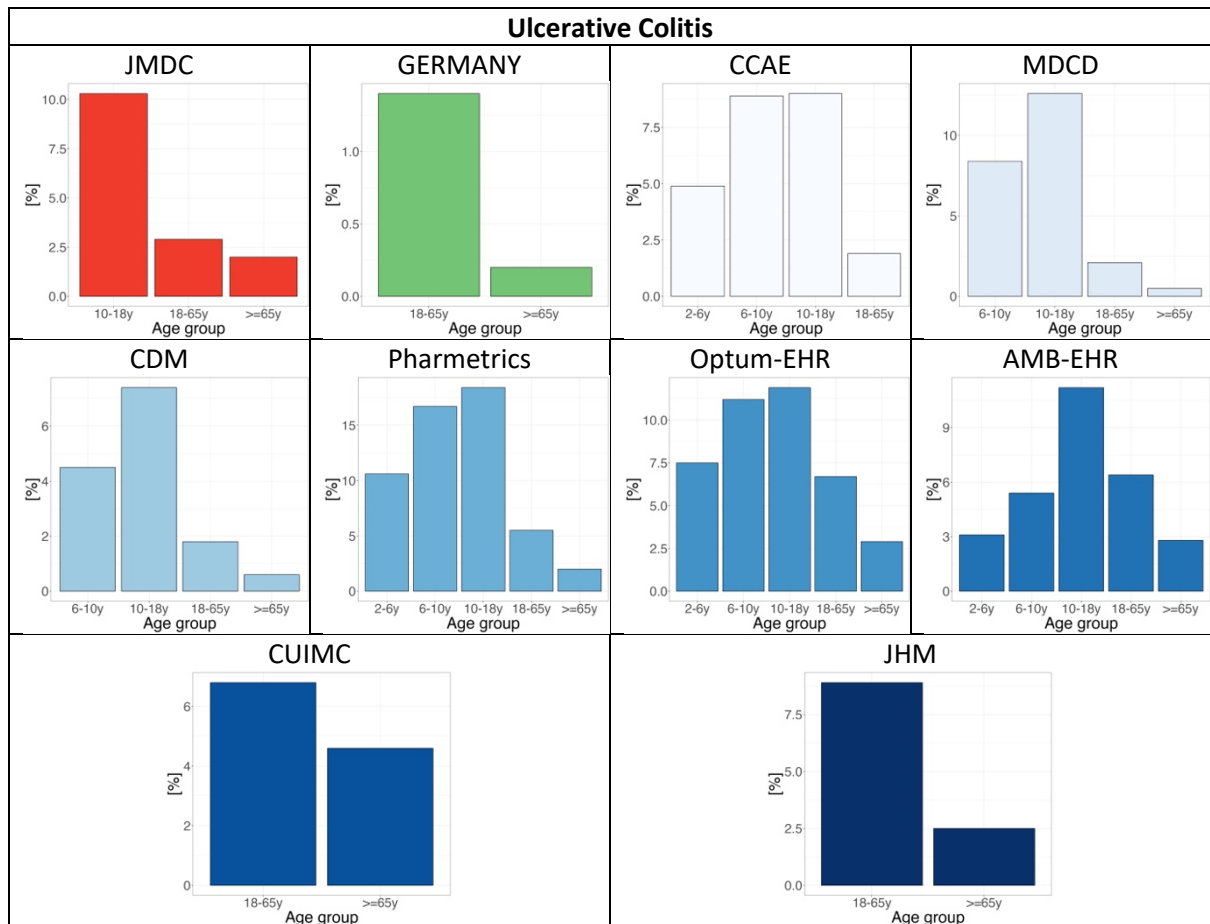 Ulcerative Colitis
JMDC
GERMANY
CCAE
MDCD
[%]
10.0
7.5
5.0
2.5
0.0
10-18y
18-65y
>=65y
Age group
[%]
1.0
0.5
0.0
18-65y
>=65y
Age group
[%]
7.5
5.0
2.5
0.0
2-6y
6-10y
10-18y
18-65y
Age group
[%]
10
5
0
6-10y
10-18y
18-65y
>=65y
Age group
CDM
Pharmetrics
Optum-EHR
AMB-EHR
[%]
6
4
2
0
6-10y
10-18y
18-65y
>=65y
Age group
[%]
15
10
5
0
2-6y
6-10y
10-18y
18-65y
>=65y
Age group
[%]
10.0
7.5
5.0
2.5
0.0
2-6y
6-10y
10-18y
18-65y
>=65y
Age group
[%]
9
6
3
0
2-6y
6-10y
10-18y
18-65y
>=65y
Age group
CUIMC
JHM
[%]
6
4
2
0
18-65y
>=65y
Age group
[%]
7.5
5.0
2.5
0.0
18-65y
>=65y
Age group